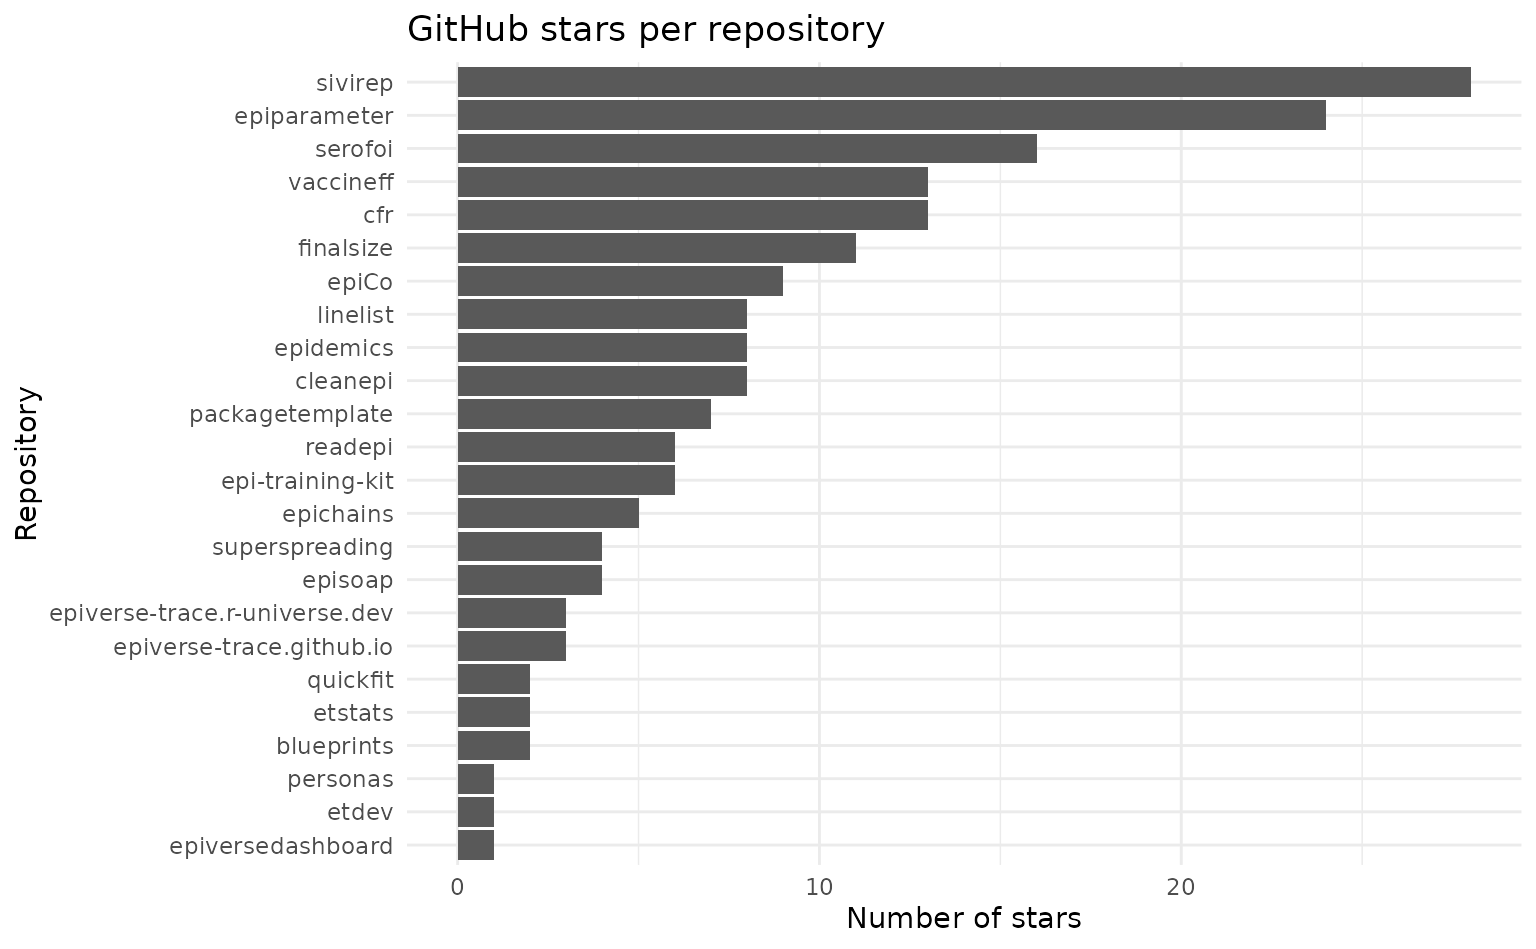 GitHub stars per repository
sivirep
epiparameter
serofoi
vaccineff
cfr
finalsize
epiCo
linelist
epidemics
cleanepi
packagetemplate
readepi
epi-training-kit
epichains
superspreading
episoap
epiverse-trace.r-universe.dev
epiverse-trace.github.io
quickfit
etstats
blueprints
personas
etdev
epiversedashboard
Repository
0 10 20
Number of stars